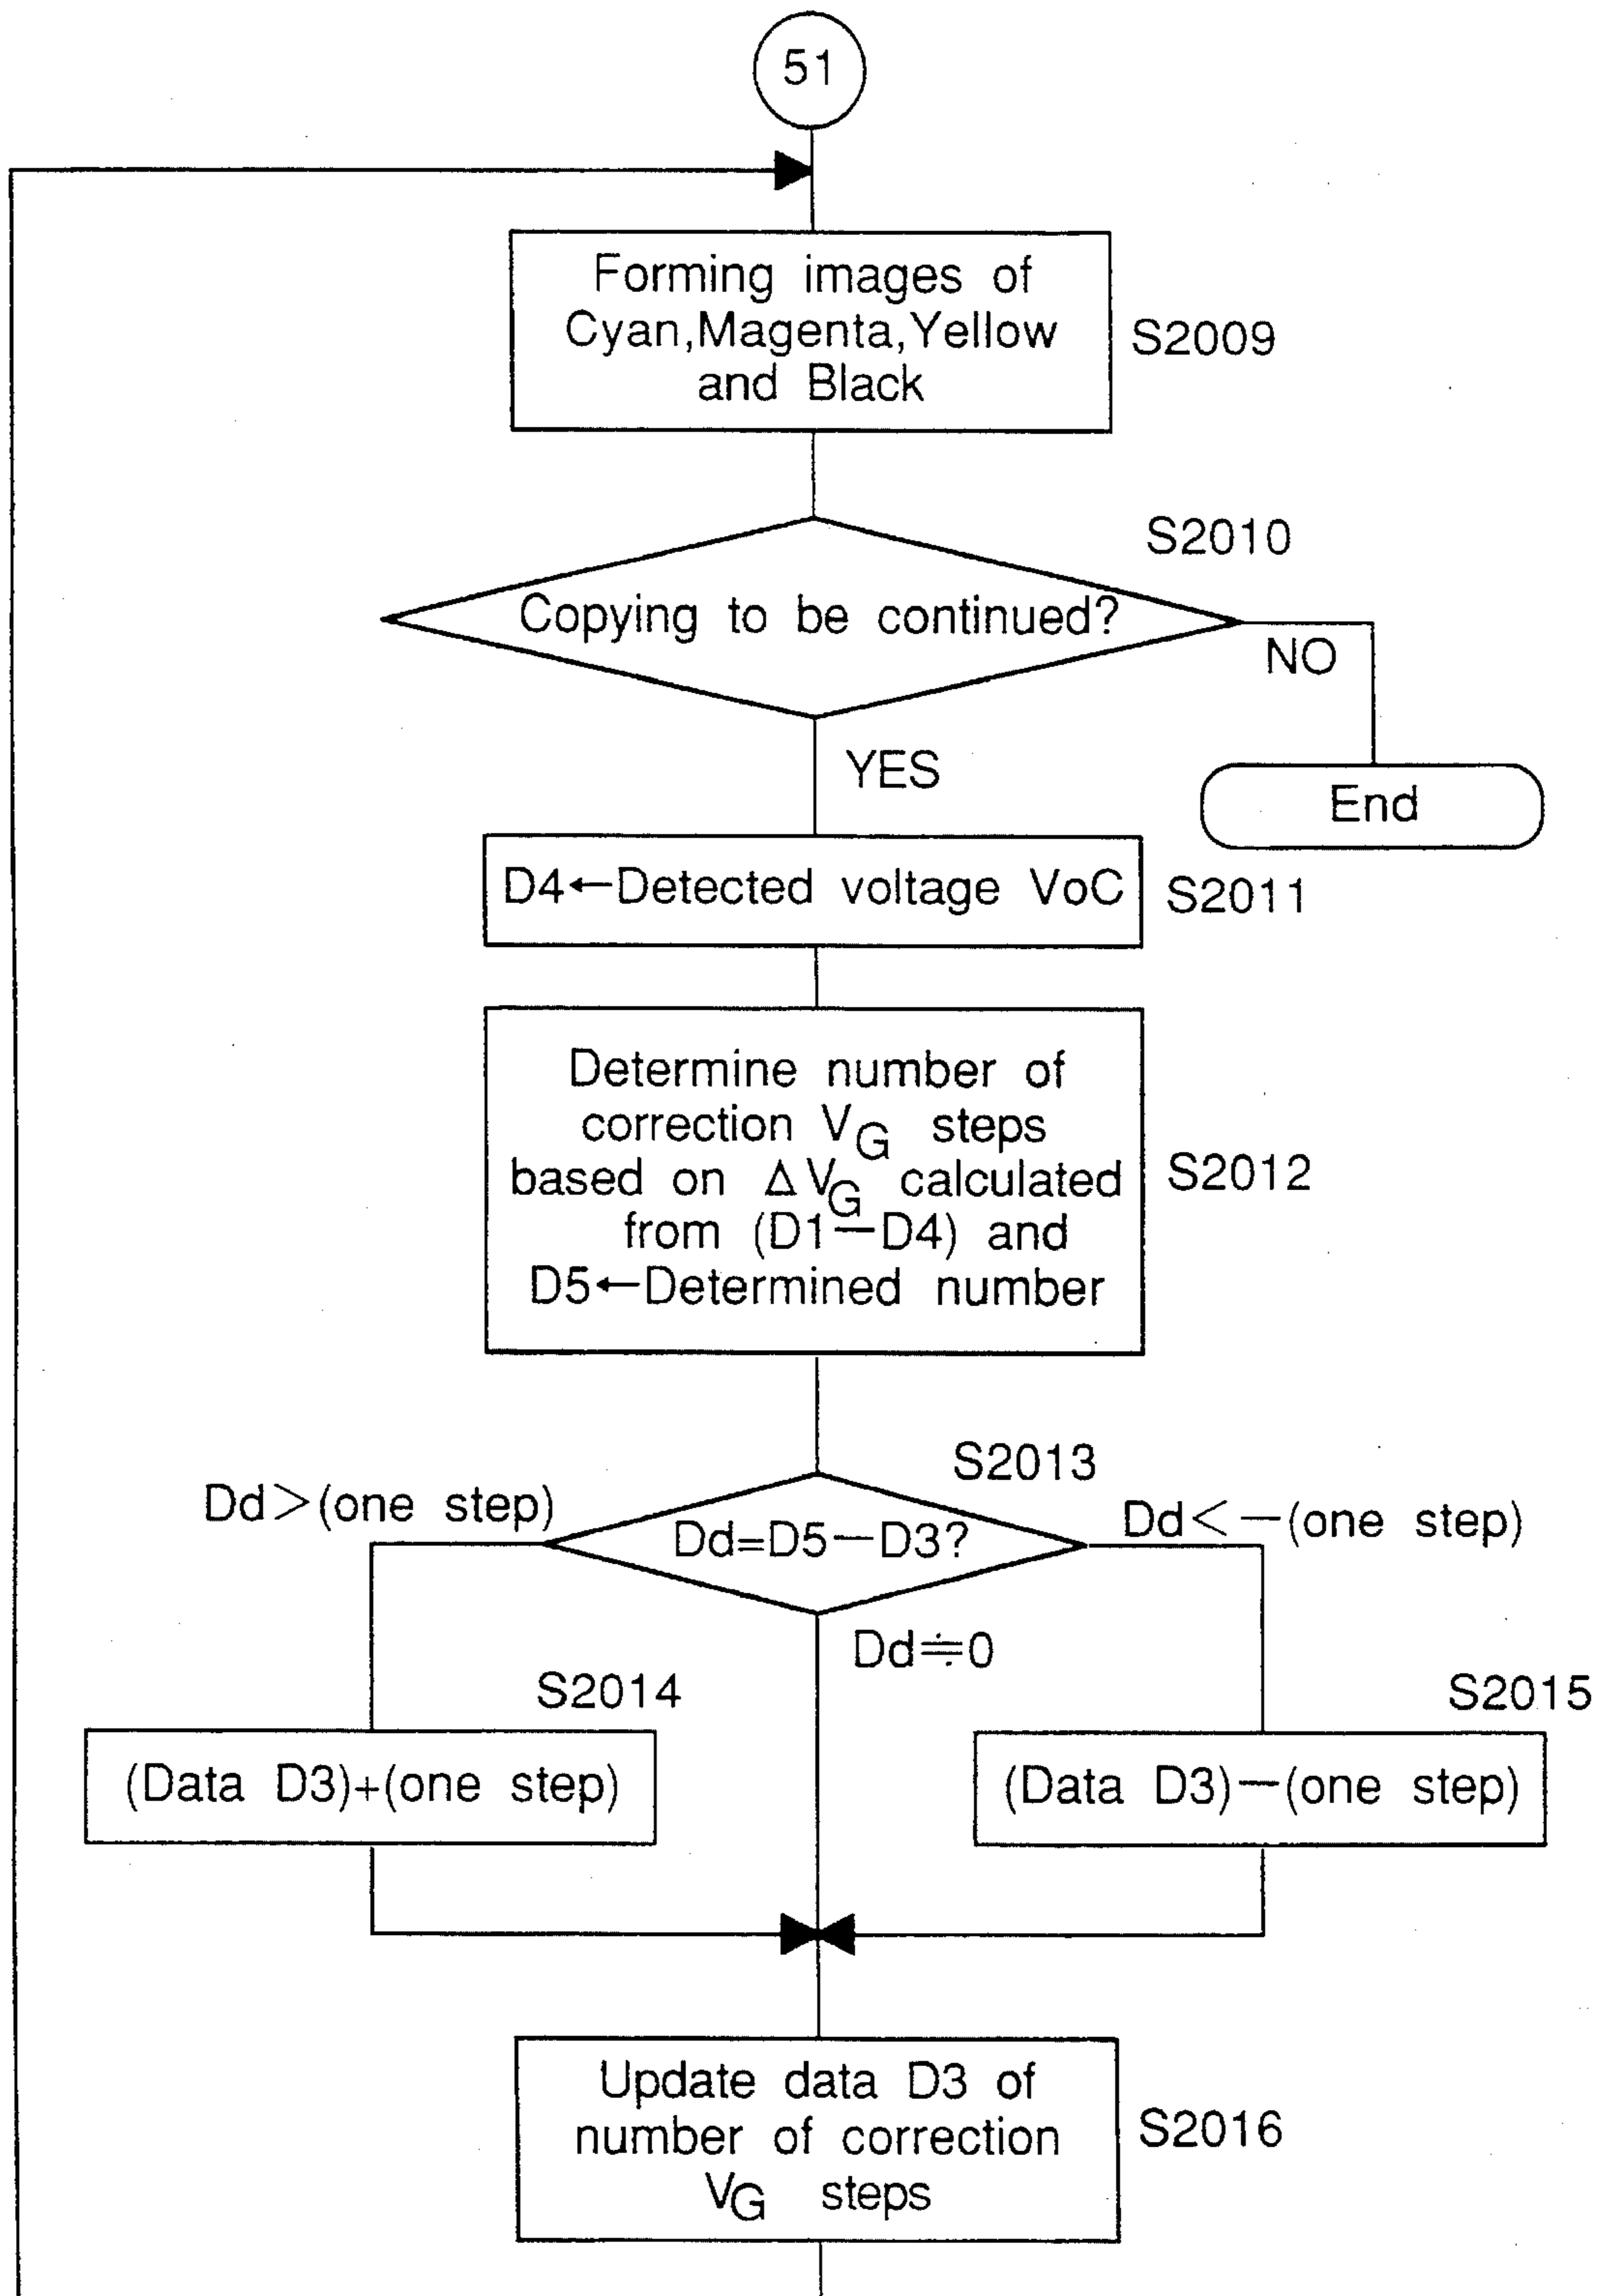 51
Forming images of
Cyan,Magenta,Yellow
and Black
S2009
S2010
Copying to be continued?
NO
YES
End
D4←Detected voltage VoC
S2011
Determine number of
correction VG steps
based on ΔVG calculated
from (D1−D4) and
D5←Determined number
S2012
S2013
Dd>(one step)
Dd=D5−D3?
Dd<−(one step)
Dd≒0
S2014
S2015
(Data D3)+(one step)
(Data D3)−(one step)
Update data D3 of
number of correction
VG steps
S2016